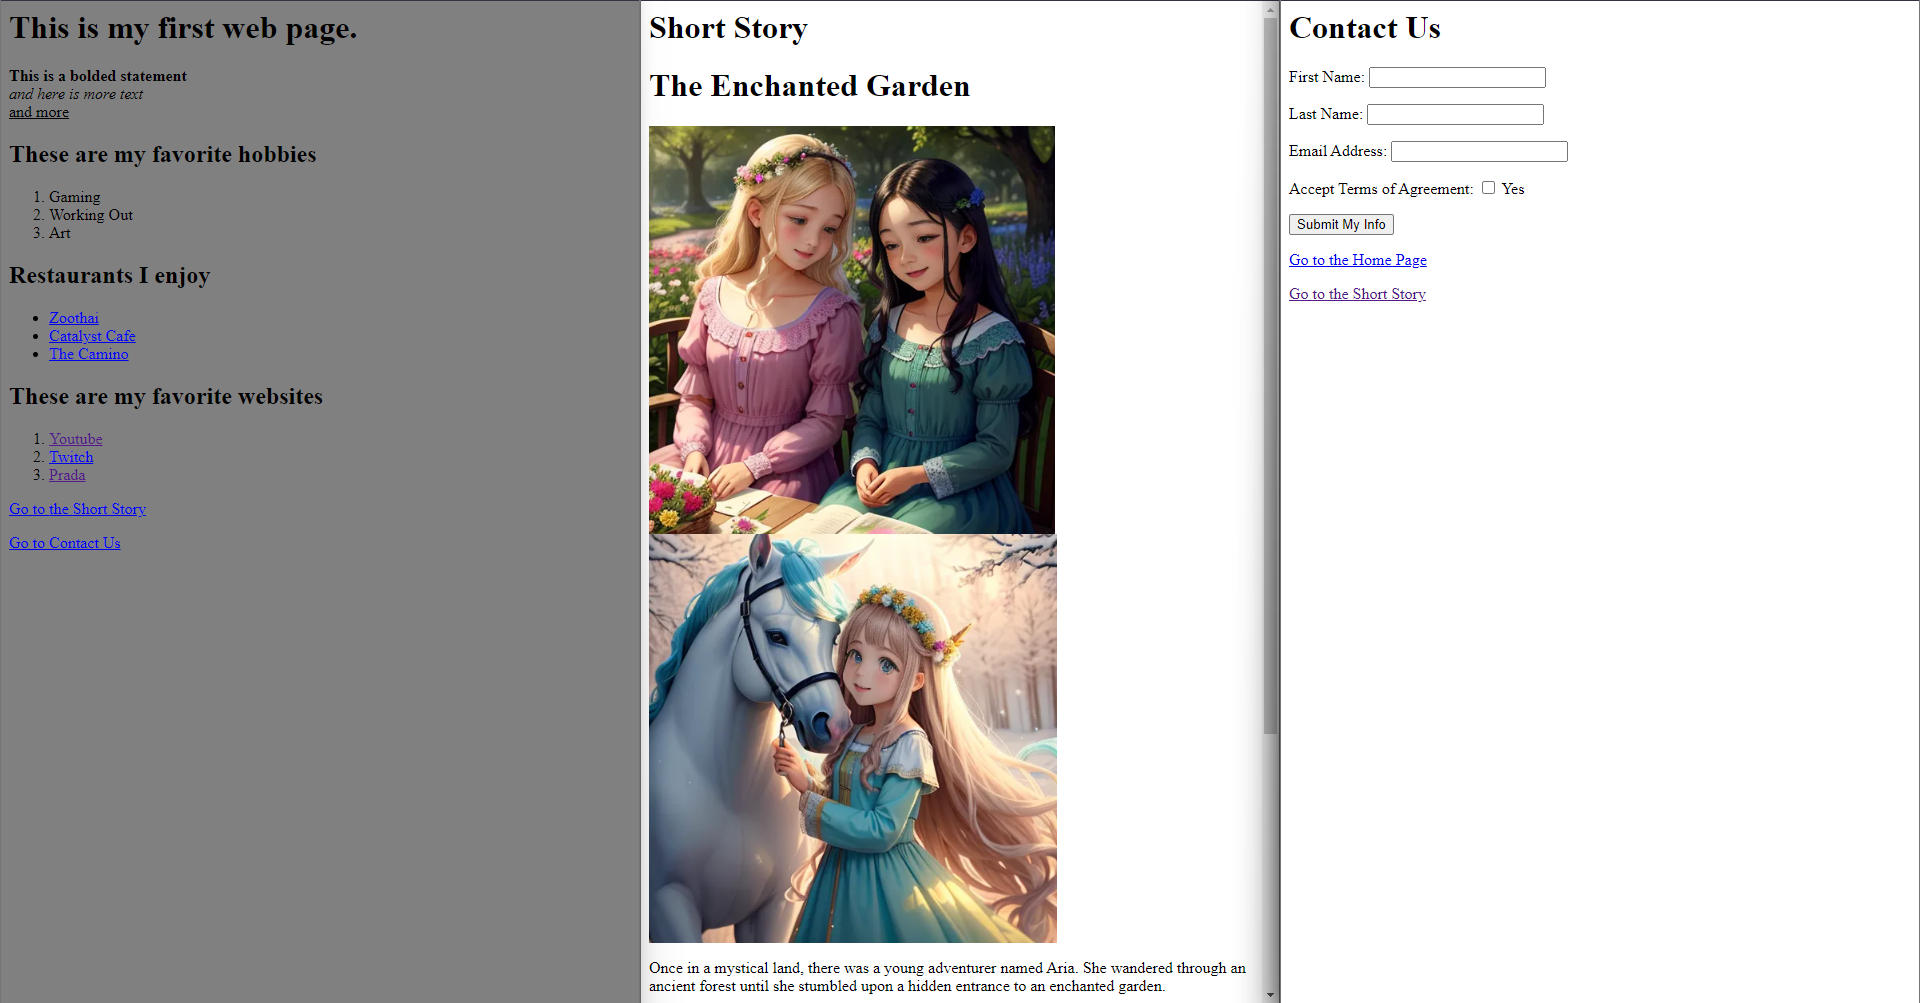 This is my first web page.
This is a bolded statement
and here is more text
and more
These are my favorite hobbies
1. Gaming
2. Working Out
3. Art
Restaurants I enjoy
• Zoothai
• Catalyst Cafe
• The Camino
These are my favorite websites
1. Youtube
2. Twitch
3. Prada
Go to the Short Story
Go to Contact Us
Short Story
The Enchanted Garden
Once in a mystical land, there was a young adventurer named Aria. She wandered through an
ancient forest until she stumbled upon a hidden entrance to an enchanted garden.
Contact Us
First Name:
Last Name:
Email Address:
Accept Terms of Agreement: Yes
Submit My Info
Go to the Home Page
Go to the Short Story